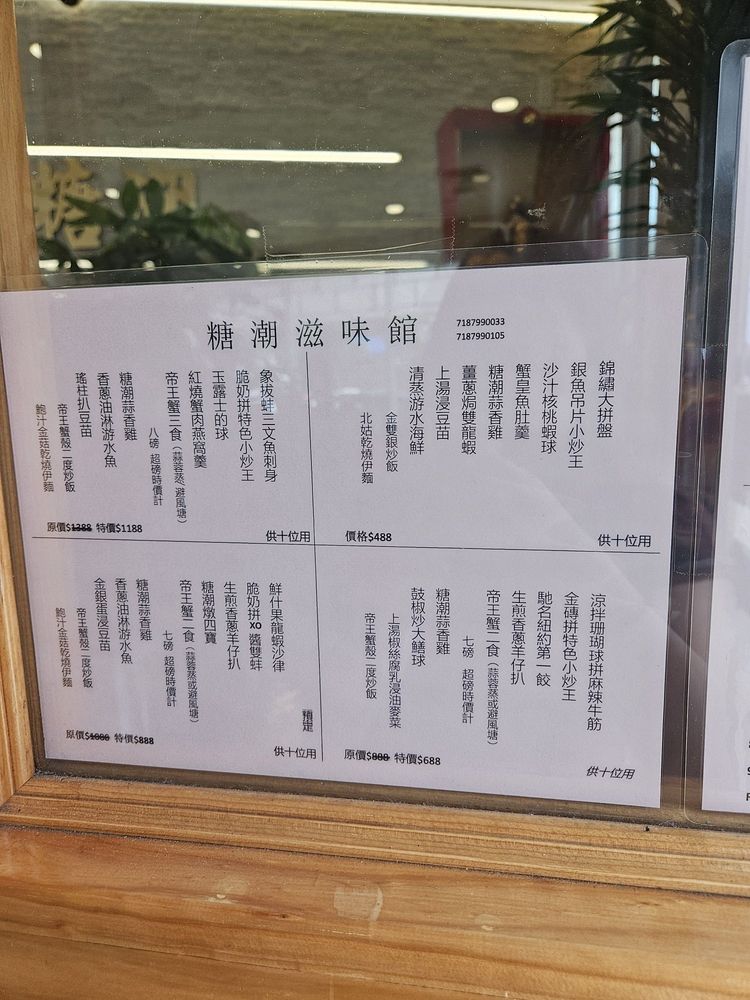 糖潮
糖潮滋味館
7187990033
7187990105
錦繡大拼盤
銀魚吊片小炒王
沙汁核桃蝦球
蟹皇魚肚羹
糖潮蒜香雞
薑蔥焗雙龍蝦
上湯浸豆苗
清蒸游水海鮮
金雙銀炒飯
北菇乾燒伊麵
價格$488
供十位用
象拔蚌三文魚刺身
脆奶拼特色小炒王
玉露士的球
紅燒蟹肉燕窩羹
帝王蟹三食(蒜蓉蒸、避風塘)
八磅 超磅時價計
糖潮蒜香雞
香蔥油淋游水魚
瑤柱扒豆苗
帝王蟹殼二度炒飯
鮑汁金菇乾燒伊麵
原價$1388 特價$1188
供十位用
涼拌珊瑚球拼麻辣牛筋
金磚拼特色小炒王
馳名紐約第一餃
生煎香蔥羊仔扒
帝王蟹二食(蒜蓉蒸或避風塘)
七磅 超磅時價計
糖潮蒜香雞
鼓椒炒大鱔球
上湯椒絲腐乳浸油麥菜
帝王蟹殼二度炒飯
原價$888 特價$688
供十位用
鮮什果龍蝦沙律
脆奶拼XO醬雙蚌
生煎香蔥羊仔扒
糖潮燉四寶
帝王蟹二食(蒜蓉蒸或避風塘)
七磅 超磅時價計
糖潮蒜香雞
香蔥油淋游水魚
金銀蛋浸豆苗
帝王蟹殼二度炒飯
鮑汁金菇乾燒伊麵
預定
原價$1088 特價$888
供十位用